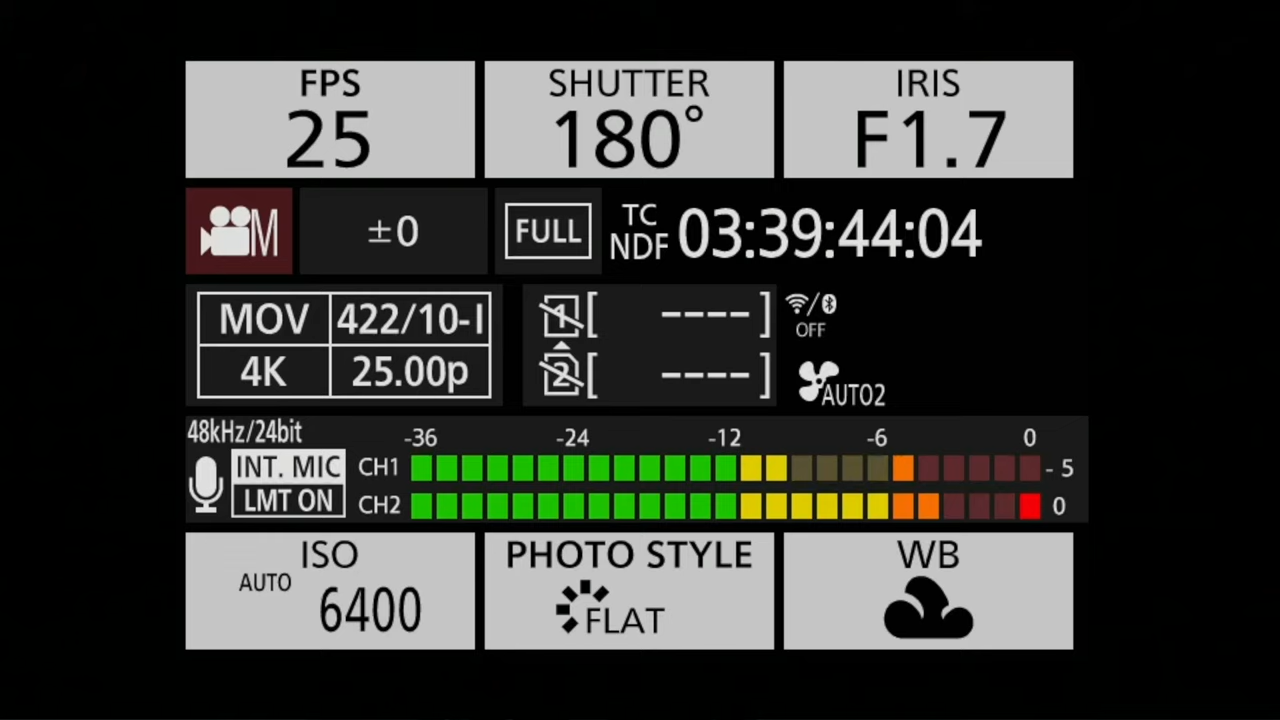 FPS SHUTTER IRIS
25 180° F1.7
M ±0 FULL TC NDF 03:39:44:04
MOV 422/10-I 1 [ ---- ] OFF
4K 25.00p 2 [ ---- ] AUTO2
48kHz/24bit -36 -24 -12 -6 0
INT. MIC CH1 - 5
LMT ON CH2 0
ISO PHOTO STYLE WB
AUTO 6400 FLAT